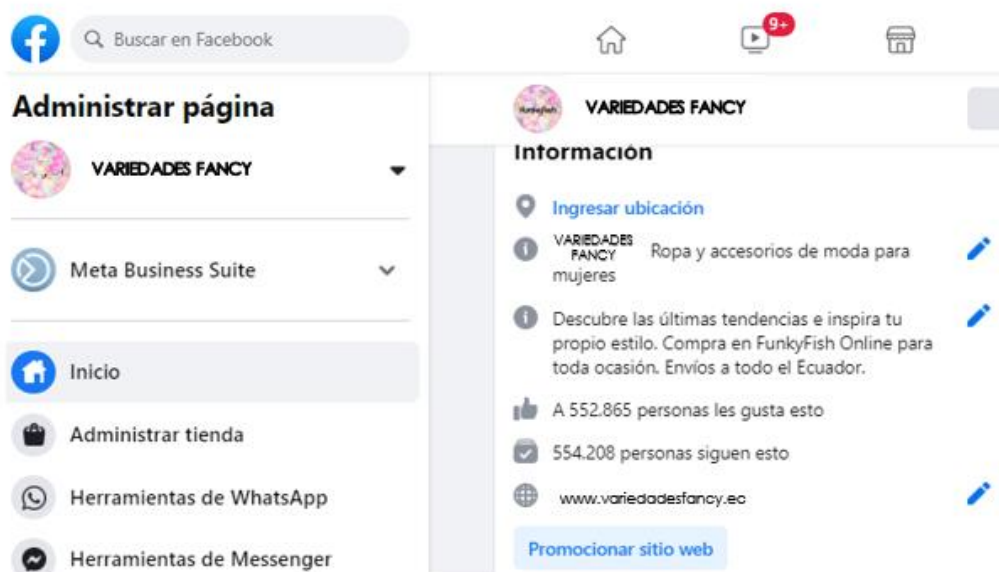 Buscar en Facebook
9+
Administrar página
VARIEDADES FANCY
Meta Business Suite
Inicio
Administrar tienda
Herramientas de WhatsApp
Herramientas de Messenger
VARIEDADES FANCY
Información
Ingresar ubicación
VARIEDADES
FANCY Ropa y accesorios de moda para
mujeres
Descubre las últimas tendencias e inspira tu
propio estilo. Compra en FunkyFish Online para
toda ocasión. Envíos a todo el Ecuador.
A 552.865 personas les gusta esto
554.208 personas siguen esto
www.variedadesfancy.ec
Promocionar sitio web